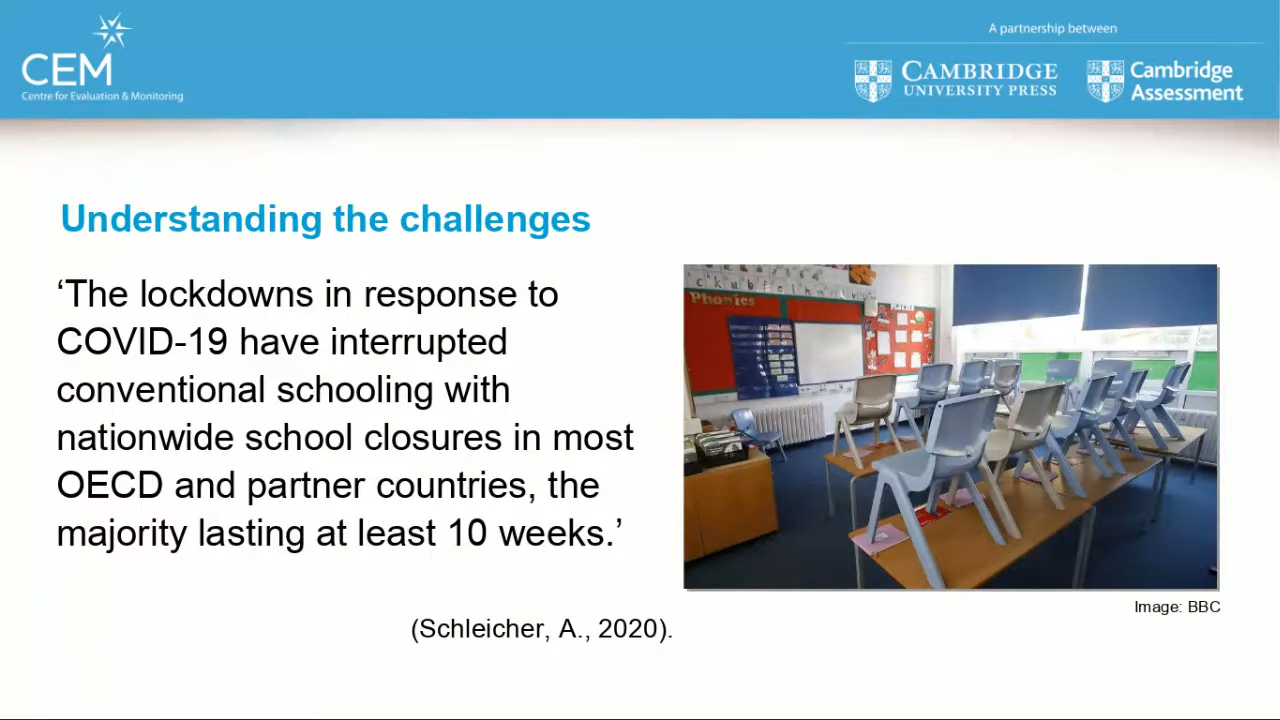 CEM
Centre for Evaluation & Monitoring
A partnership between
CAMBRIDGE
UNIVERSITY PRESS
Cambridge
Assessment
Understanding the challenges
‘The lockdowns in response to
COVID-19 have interrupted
conventional schooling with
nationwide school closures in most
OECD and partner countries, the
majority lasting at least 10 weeks.’
(Schleicher, A., 2020).
Phonics
Image: BBC